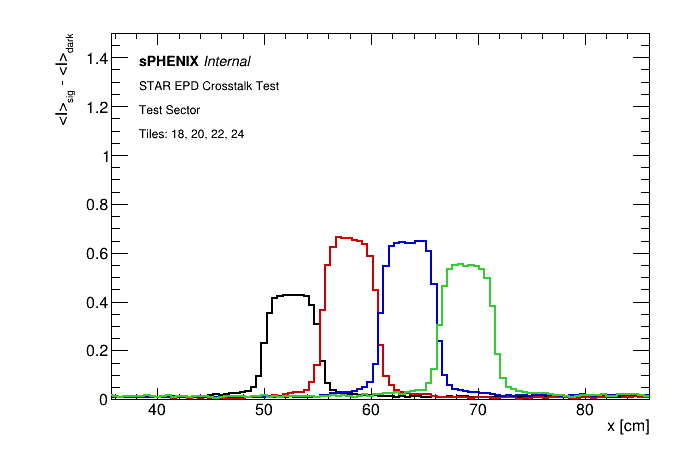 <I>sig - <I>dark
1.4
1.2
1
0.8
0.6
0.4
0.2
0
sPHENIX Internal
STAR EPD Crosstalk Test
Test Sector
Tiles: 18, 20, 22, 24
40 50 60 70 80
x [cm]